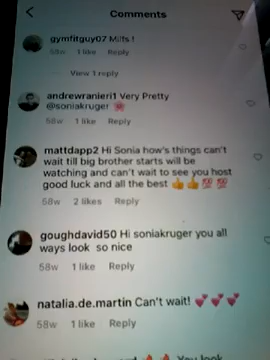 Comments
gymfitguy07 Milfs !
58w 1 like Reply
View 1 reply
andrewranieri1 Very Pretty
@soniakruger 🌸
58w 1 like Reply
mattdapp2 Hi Sonia how's things can't
wait till big brother starts will be
watching and can't wait to see you host
good luck and all the best 👍👍💯💯
58w 2 likes Reply
goughdavid50 Hi soniakruger you all
ways look so nice
58w 1 like Reply
natalia.de.martin Can't wait! 💕💕💕
58w 1 like Reply
You look